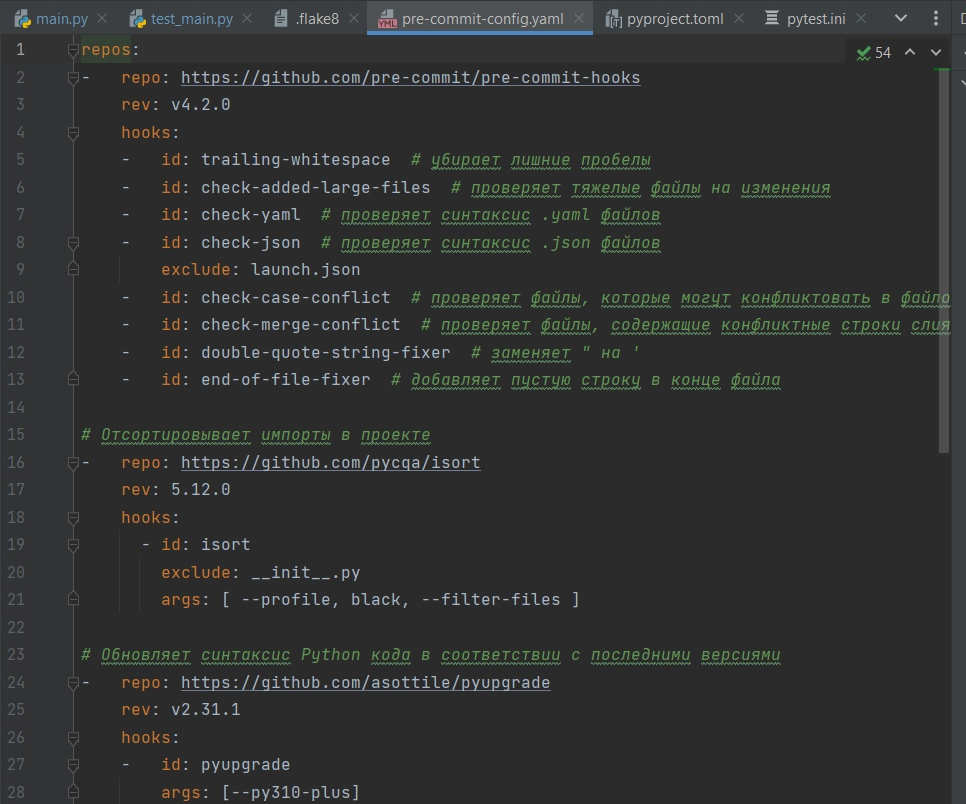 main.py test_main.py .flake8 pre-commit-config.yaml pyproject.toml pytest.ini
54
1 repos:
2 -   repo: https://github.com/pre-commit/pre-commit-hooks
3     rev: v4.2.0
4     hooks:
5     -   id: trailing-whitespace  # убирает лишние пробелы
6     -   id: check-added-large-files  # проверяет тяжелые файлы на изменения
7     -   id: check-yaml  # проверяет синтаксис .yaml файлов
8     -   id: check-json  # проверяет синтаксис .json файлов
9         exclude: launch.json
10     -   id: check-case-conflict  # проверяет файлы, которые могут конфликтовать в файло
11     -   id: check-merge-conflict  # проверяет файлы, содержащие конфликтные строки слия
12     -   id: double-quote-string-fixer  # заменяет " на '
13     -   id: end-of-file-fixer  # добавляет пустую строку в конце файла
14
15 # Отсортировывает импорты в проекте
16 -   repo: https://github.com/pycqa/isort
17     rev: 5.12.0
18     hooks:
19       - id: isort
20         exclude: __init__.py
21         args: [ --profile, black, --filter-files ]
22
23 # Обновляет синтаксис Python кода в соответствии с последними версиями
24 -   repo: https://github.com/asottile/pyupgrade
25     rev: v2.31.1
26     hooks:
27     -   id: pyupgrade
28         args: [--py310-plus]